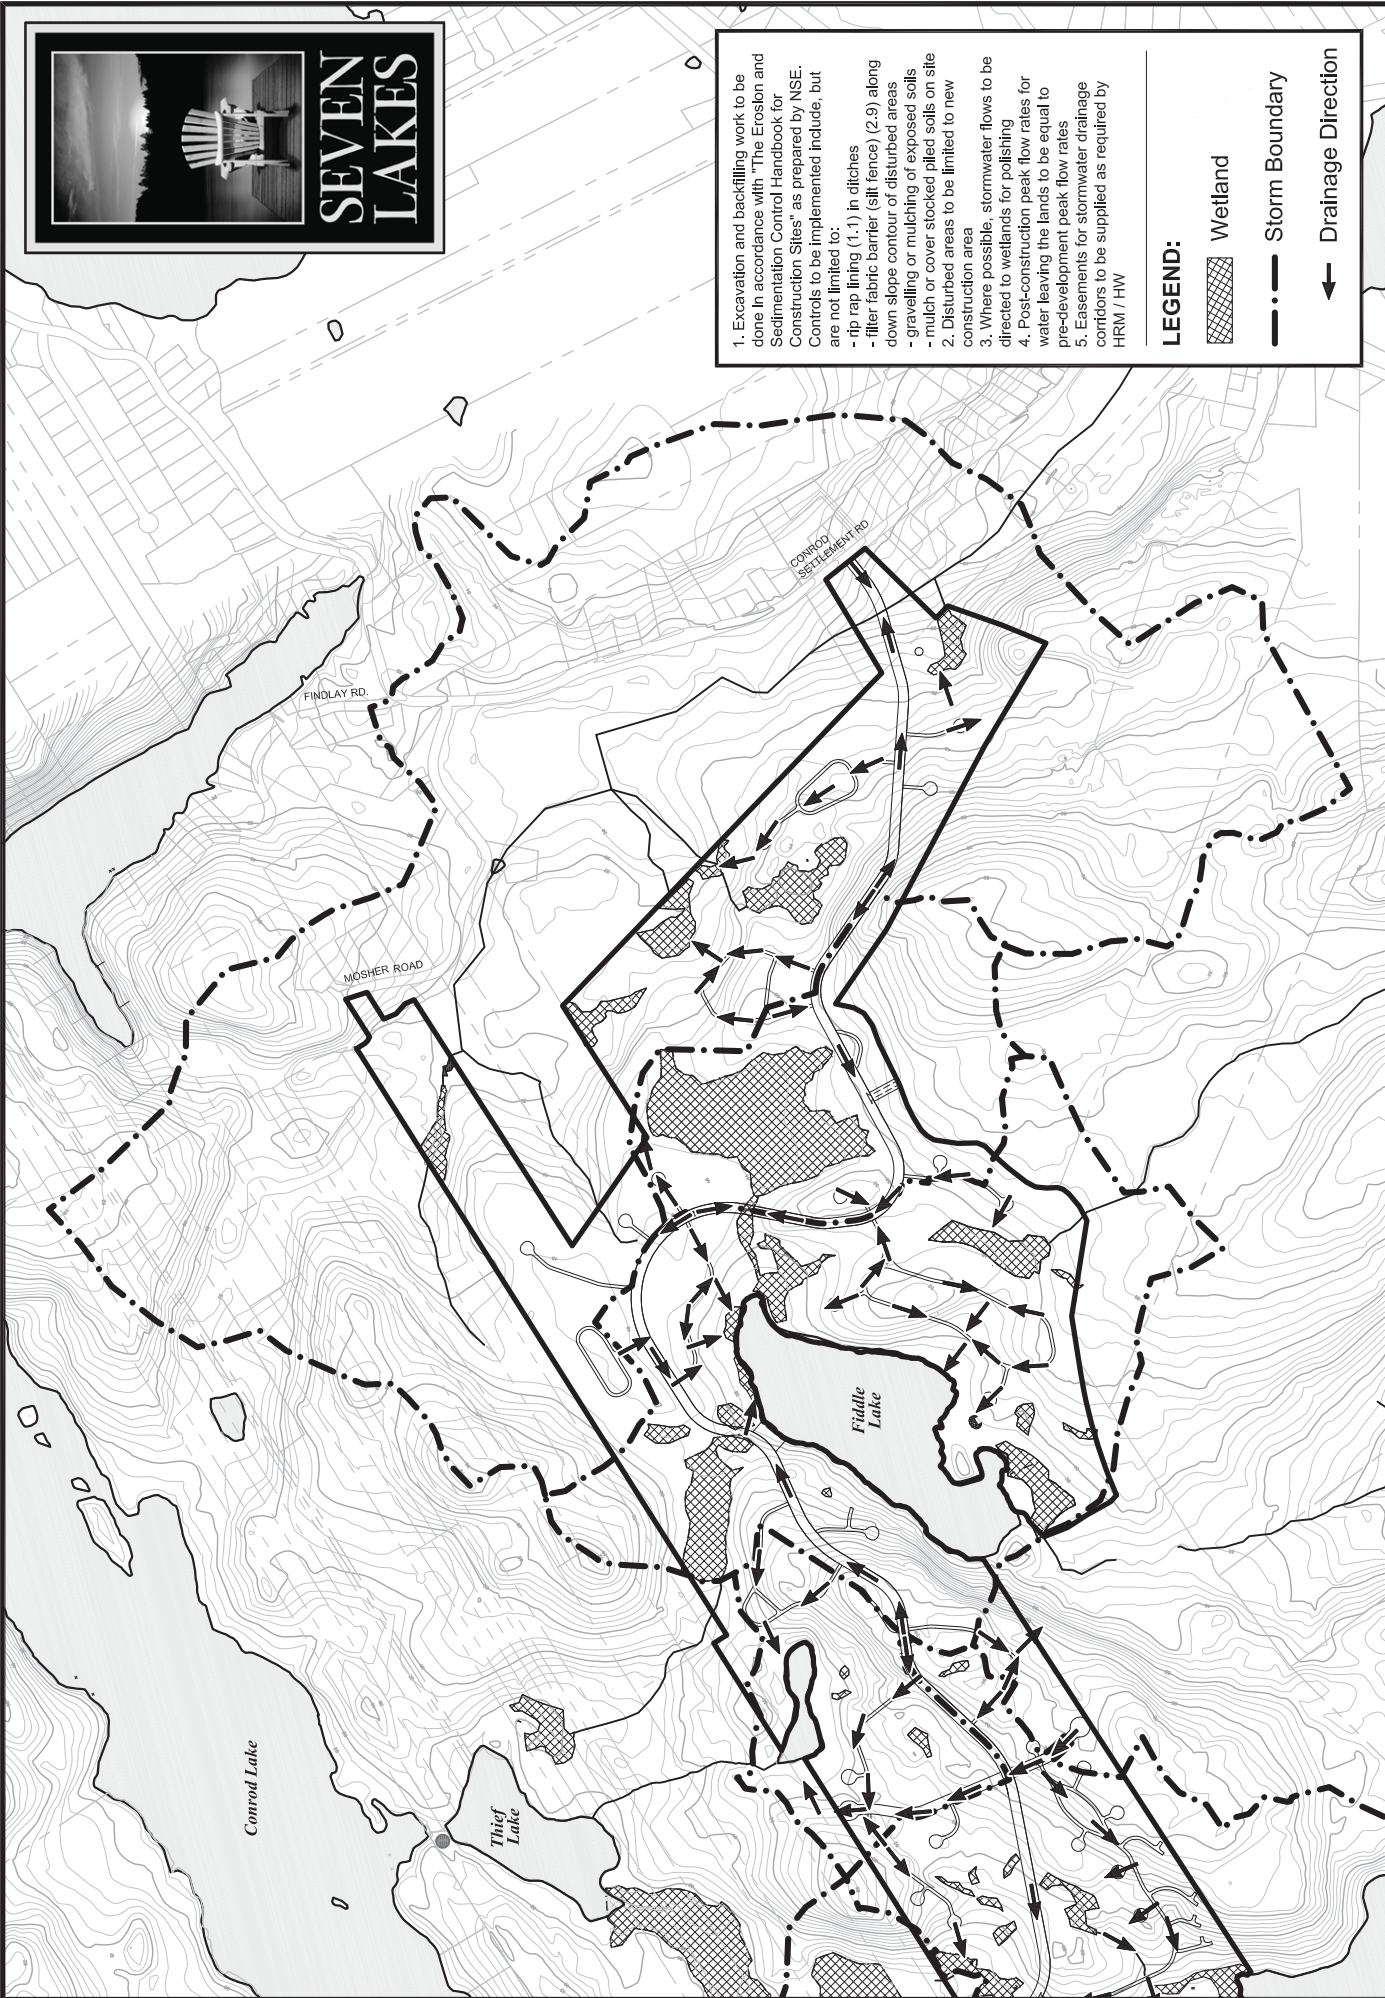 SEVEN
LAKES
1. Excavation and backfilling work to be
done in accordance with "The Erosion and
Sedimentation Control Handbook for
Construction Sites" as prepared by NSE.
Controls to be implemented include, but
are not limited to:
- rip rap lining (1.1) in ditches
- filter fabric barrier (silt fence) (2.9) along
down slope contour of disturbed areas
- gravelling or mulching of exposed soils
- mulch or cover stocked piled soils on site
2. Disturbed areas to be limited to new
construction area
3. Where possible, stormwater flows to be
directed to wetlands for polishing
4. Post-construction peak flow rates for
water leaving the lands to be equal to
pre-development peak flow rates
5. Easements for stormwater drainage
corridors to be supplied as required by
HRM / HW
LEGEND:
Wetland
Storm Boundary
Drainage Direction
CONROD
SETTLEMENT RD
FINDLAY RD.
MOSHER ROAD
Fiddle
Lake
Conrod Lake
Thief
Lake